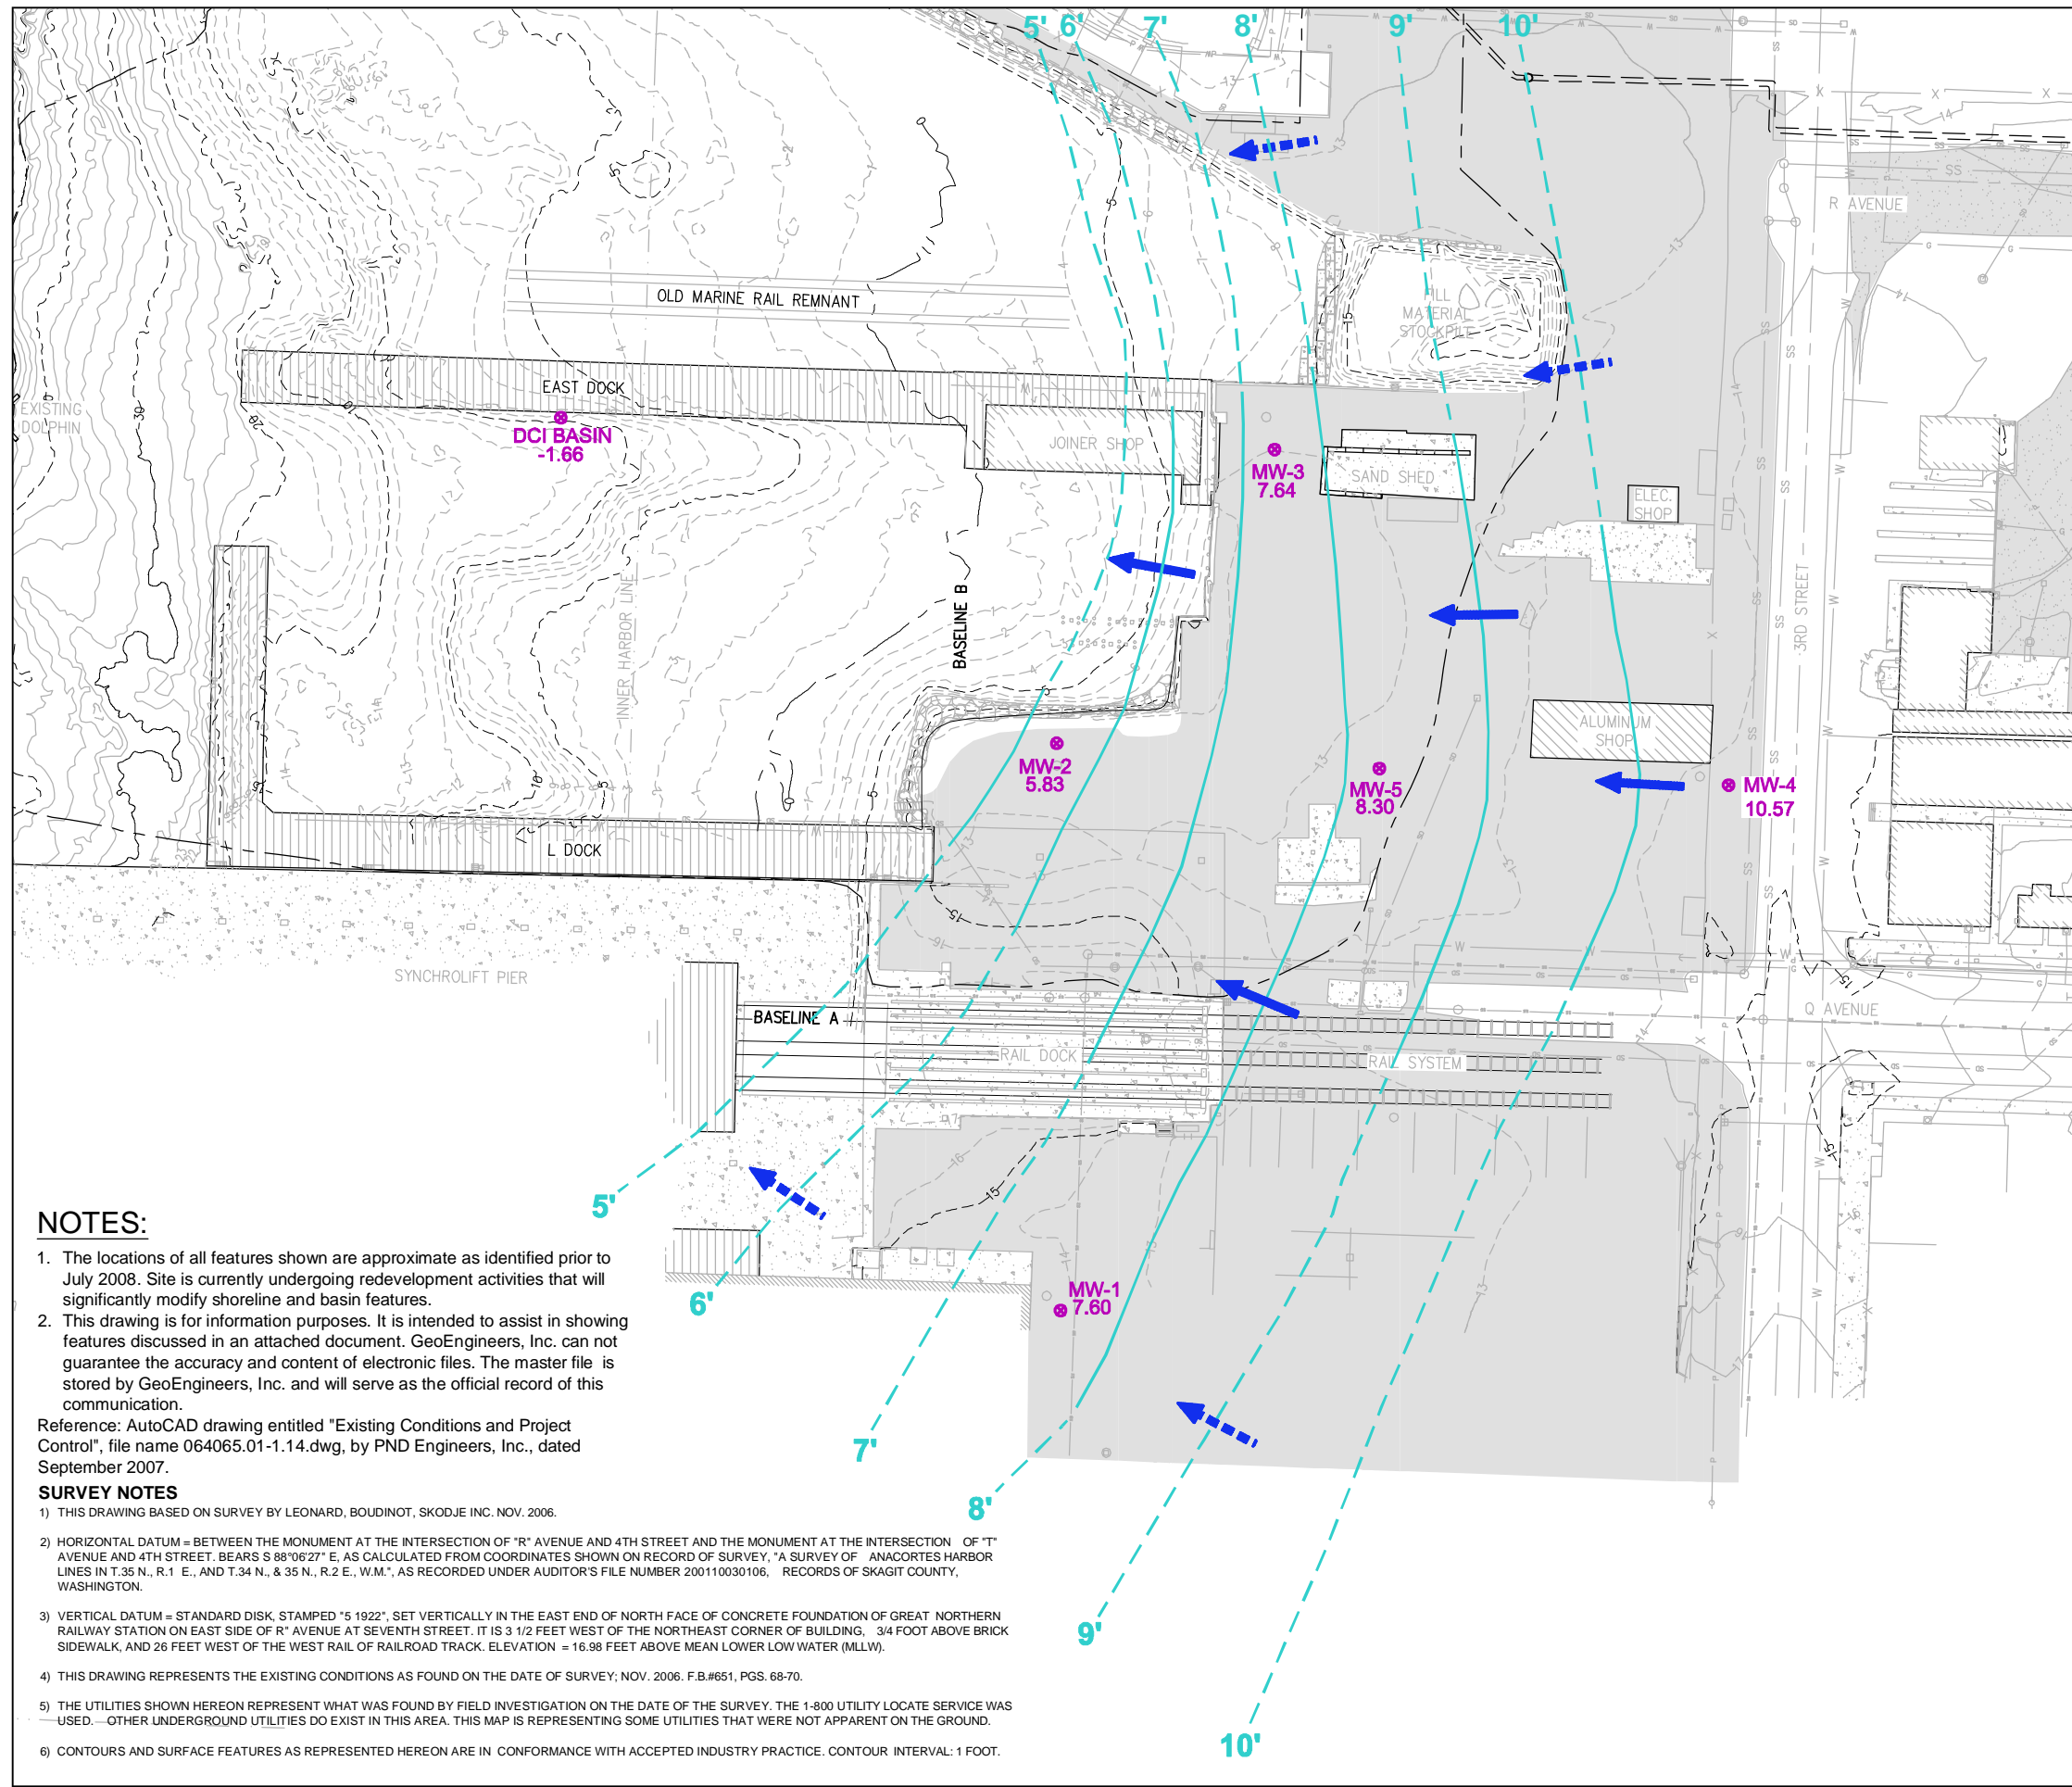 5' 6' 7' 8' 9' 10'
R AVENUE
OLD MARINE RAIL REMNANT
FILL
MATERIAL
STOCKPILE
EXISTING
DOLPHIN
EAST DOCK
DCI BASIN
-1.66
JOINER SHOP
MW-3
7.64
SAND SHED
ELEC.
SHOP
INNER HARBOR LINE
BASELINE B
3RD STREET
ALUMINUM
SHOP
MW-2
5.83
MW-5
8.30
MW-4
10.57
L DOCK
SYNCHROLIFT PIER
BASELINE A
RAIL DOCK
RAIL SYSTEM
Q AVENUE
5'
6'
MW-1
7.60
7'
8'
9'
10'
NOTES:
1. The locations of all features shown are approximate as identified prior to
July 2008. Site is currently undergoing redevelopment activities that will
significantly modify shoreline and basin features.
2. This drawing is for information purposes. It is intended to assist in showing
features discussed in an attached document. GeoEngineers, Inc. can not
guarantee the accuracy and content of electronic files. The master file is
stored by GeoEngineers, Inc. and will serve as the official record of this
communication.
Reference: AutoCAD drawing entitled "Existing Conditions and Project
Control", file name 064065.01-1.14.dwg, by PND Engineers, Inc., dated
September 2007.
SURVEY NOTES
1) THIS DRAWING BASED ON SURVEY BY LEONARD, BOUDINOT, SKODJE INC. NOV. 2006.
2) HORIZONTAL DATUM = BETWEEN THE MONUMENT AT THE INTERSECTION OF "R" AVENUE AND 4TH STREET AND THE MONUMENT AT THE INTERSECTION OF "T"
AVENUE AND 4TH STREET. BEARS S 88°06'27" E, AS CALCULATED FROM COORDINATES SHOWN ON RECORD OF SURVEY, "A SURVEY OF ANACORTES HARBOR
LINES IN T.35 N., R.1 E., AND T.34 N., & 35 N., R.2 E., W.M.", AS RECORDED UNDER AUDITOR'S FILE NUMBER 200110030106, RECORDS OF SKAGIT COUNTY,
WASHINGTON.
3) VERTICAL DATUM = STANDARD DISK, STAMPED "5 1922", SET VERTICALLY IN THE EAST END OF NORTH FACE OF CONCRETE FOUNDATION OF GREAT NORTHERN
RAILWAY STATION ON EAST SIDE OF R" AVENUE AT SEVENTH STREET. IT IS 3 1/2 FEET WEST OF THE NORTHEAST CORNER OF BUILDING, 3/4 FOOT ABOVE BRICK
SIDEWALK, AND 26 FEET WEST OF THE WEST RAIL OF RAILROAD TRACK. ELEVATION = 16.98 FEET ABOVE MEAN LOWER LOW WATER (MLLW).
4) THIS DRAWING REPRESENTS THE EXISTING CONDITIONS AS FOUND ON THE DATE OF SURVEY; NOV. 2006. F.B.#651, PGS. 68-70.
5) THE UTILITIES SHOWN HEREON REPRESENT WHAT WAS FOUND BY FIELD INVESTIGATION ON THE DATE OF THE SURVEY. THE 1-800 UTILITY LOCATE SERVICE WAS
USED. OTHER UNDERGROUND UTILITIES DO EXIST IN THIS AREA. THIS MAP IS REPRESENTING SOME UTILITIES THAT WERE NOT APPARENT ON THE GROUND.
6) CONTOURS AND SURFACE FEATURES AS REPRESENTED HEREON ARE IN CONFORMANCE WITH ACCEPTED INDUSTRY PRACTICE. CONTOUR INTERVAL: 1 FOOT.